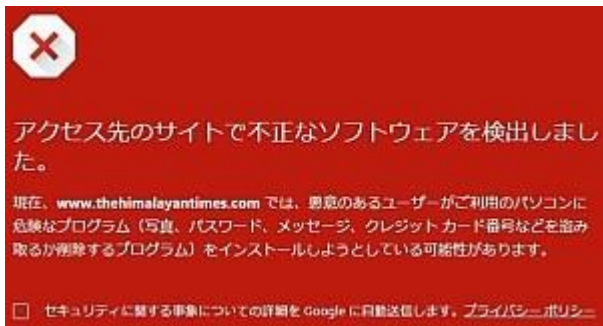 アクセス先のサイトで不正なソフトウェアを検出しまし
た。
現在、www.thehimalayantimes.com では、悪意のあるユーザーがご利用のパソコンに
危険なプログラム（写真、パスワード、メッセージ、クレジット カード番号などを盗み
取るか削除するプログラム）をインストールしようとしている可能性があります。
セキュリティに関する事象についての詳細を Google に自動送信します。プライバシー ポリシー